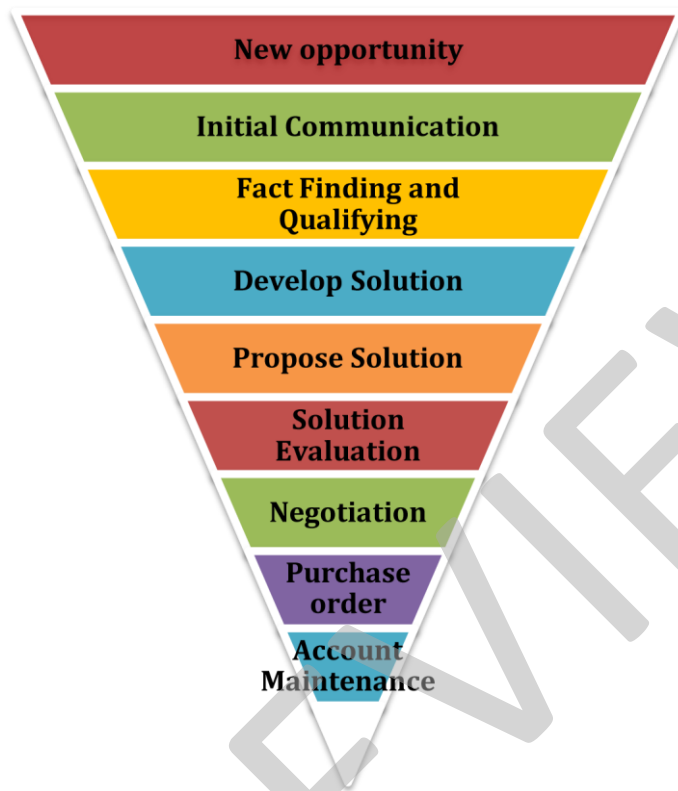 New opportunity
Initial Communication
Fact Finding and
Qualifying
Develop Solution
Propose Solution
Solution
Evaluation
Negotiation
Purchase
order
Account
Maintenance